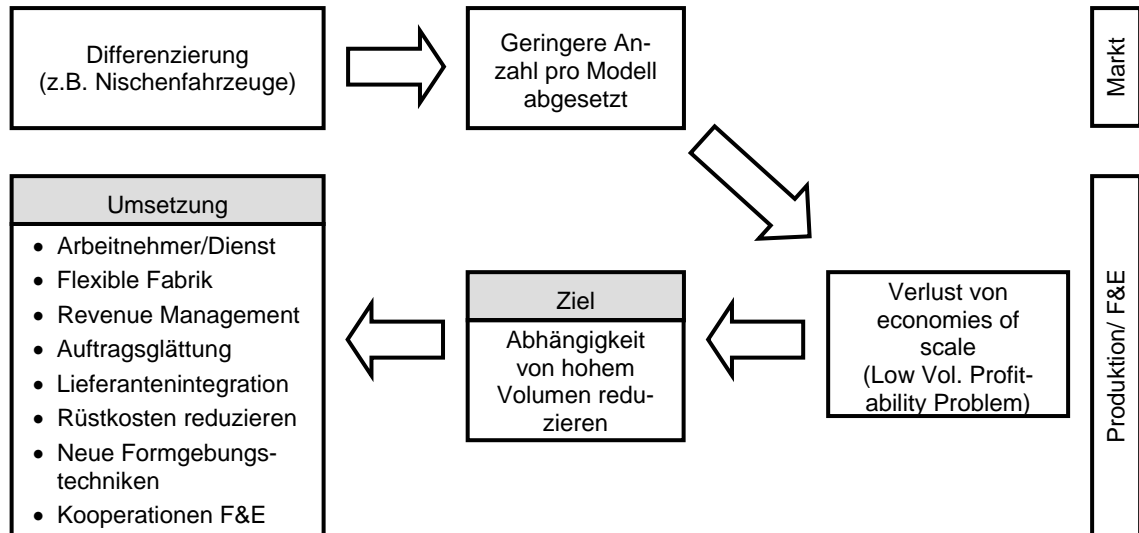 Differenzierung
(z.B. Nischenfahrzeuge)
Geringere An-
zahl pro Modell
abgesetzt
Markt
Umsetzung
• Arbeitnehmer/Dienst
• Flexible Fabrik
• Revenue Management
• Auftragsglättung
• Lieferantenintegration
• Rüstkosten reduzieren
• Neue Formgebungs-
techniken
• Kooperationen F&E
Ziel
Abhängigkeit
von hohem
Volumen redu-
zieren
Verlust von
economies of
scale
(Low Vol. Profit-
ability Problem)
Produktion/ F&E